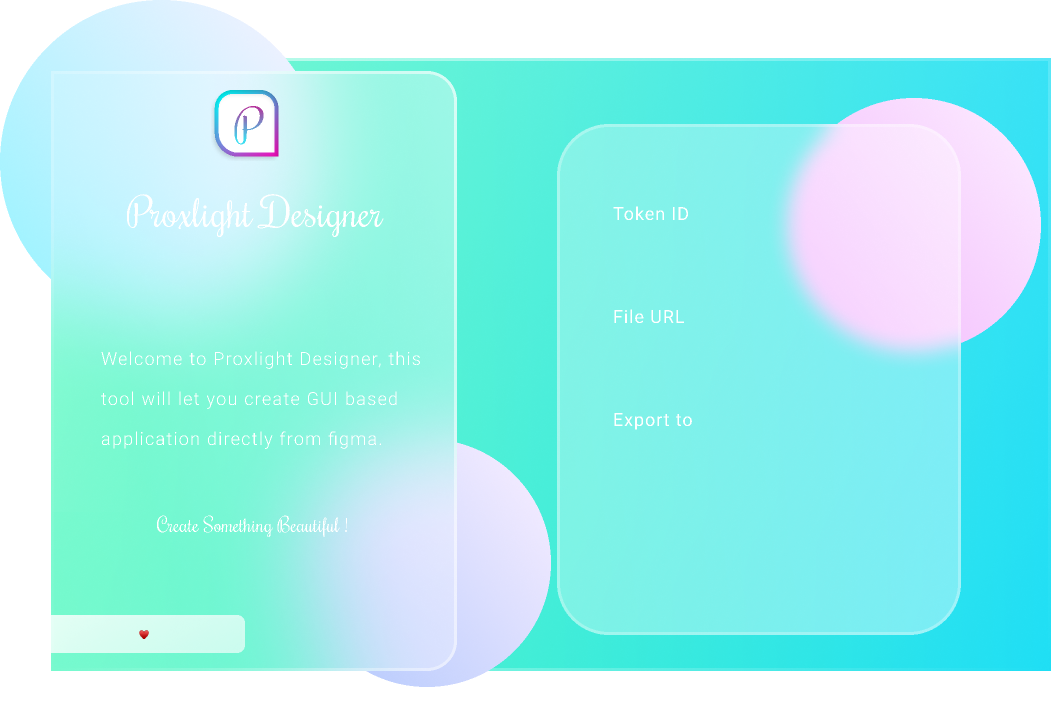 P
Proxlight Designer
Welcome to Proxlight Designer, this
tool will let you create GUI based
application directly from figma.
Create Something Beautiful !
Token ID
File URL
Export to